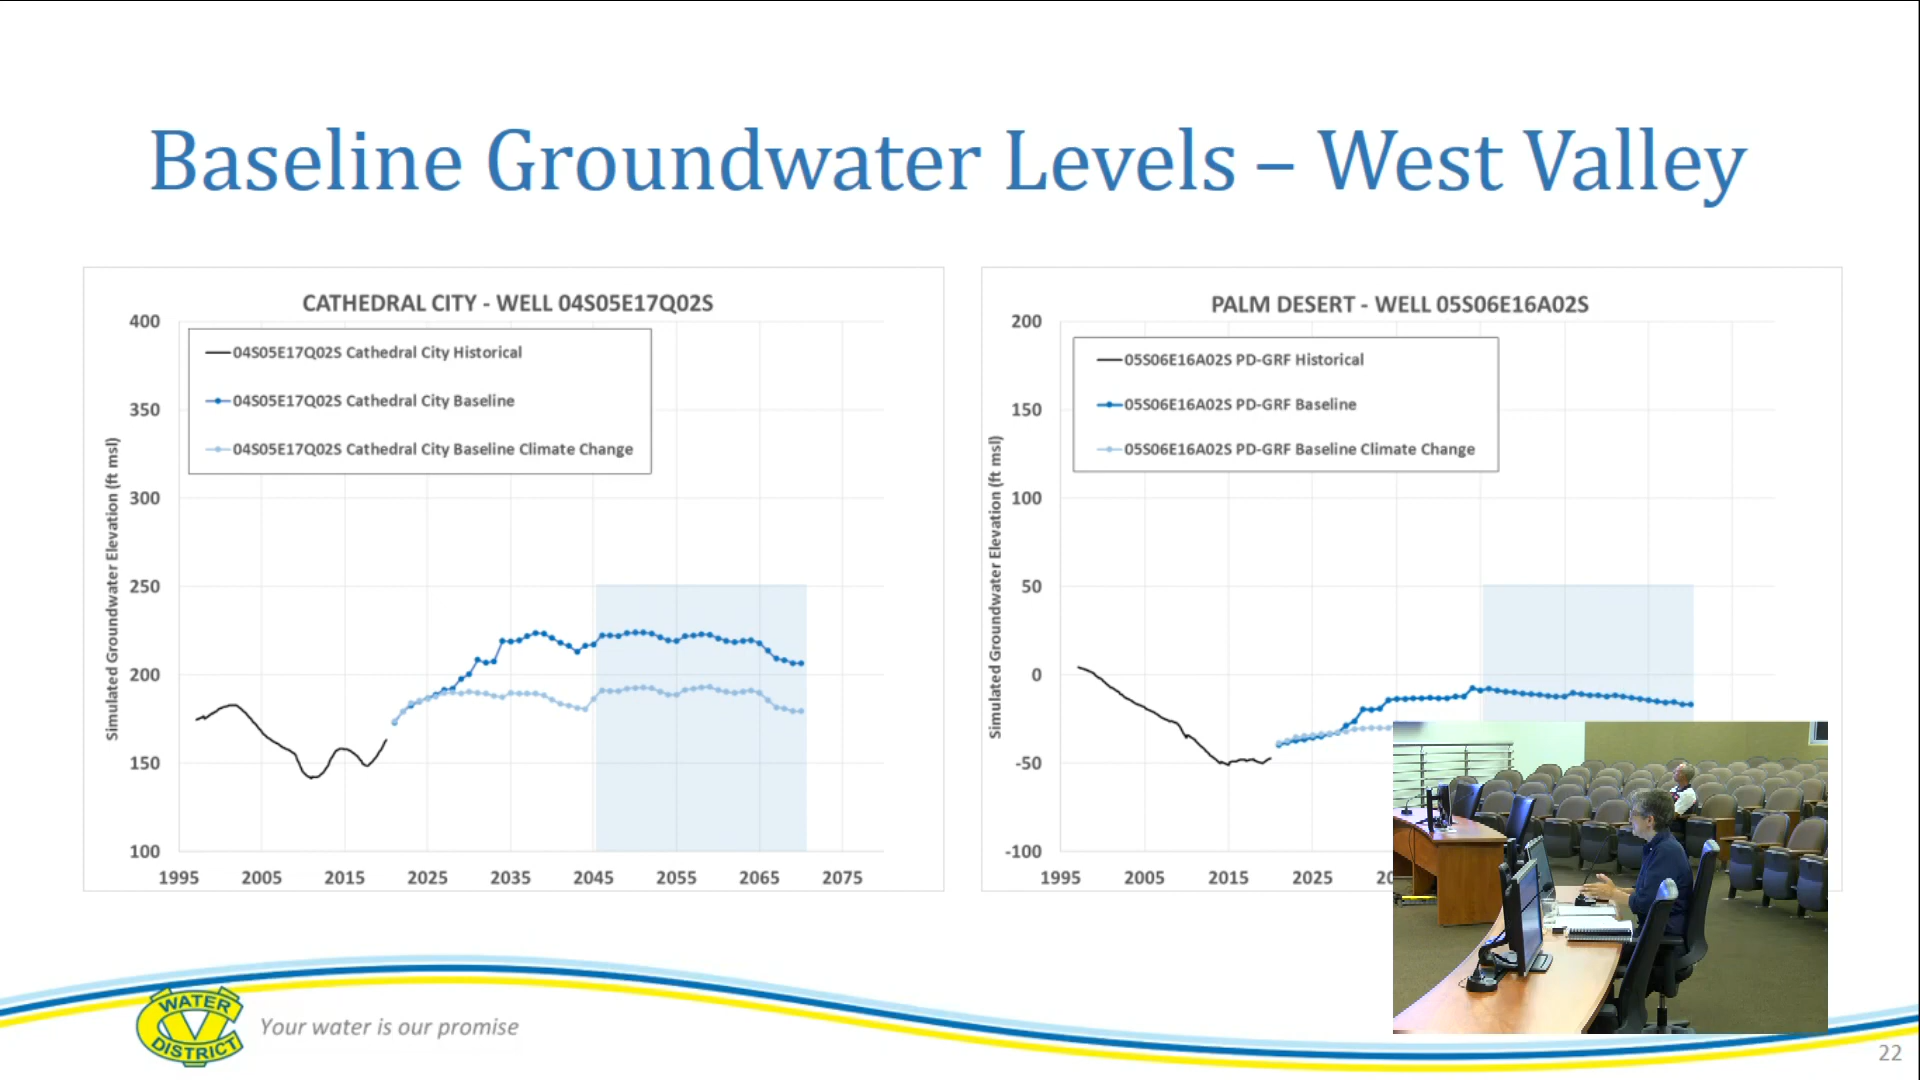 Baseline Groundwater Levels – West Valley
CATHEDRAL CITY - WELL 04S05E17Q02S
04S05E17Q02S Cathedral City Historical
04S05E17Q02S Cathedral City Baseline
04S05E17Q02S Cathedral City Baseline Climate Change
Simulated Groundwater Elevation (ft msl)
400
350
300
250
200
150
100
1995 2005 2015 2025 2035 2045 2055 2065 2075
PALM DESERT - WELL 05S06E16A02S
05S06E16A02S PD-GRF Historical
05S06E16A02S PD-GRF Baseline
05S06E16A02S PD-GRF Baseline Climate Change
Simulated Groundwater Elevation (ft msl)
200
150
100
50
0
-50
-100
1995 2005 2015 2025
WATER
CV
DISTRICT
Your water is our promise
22